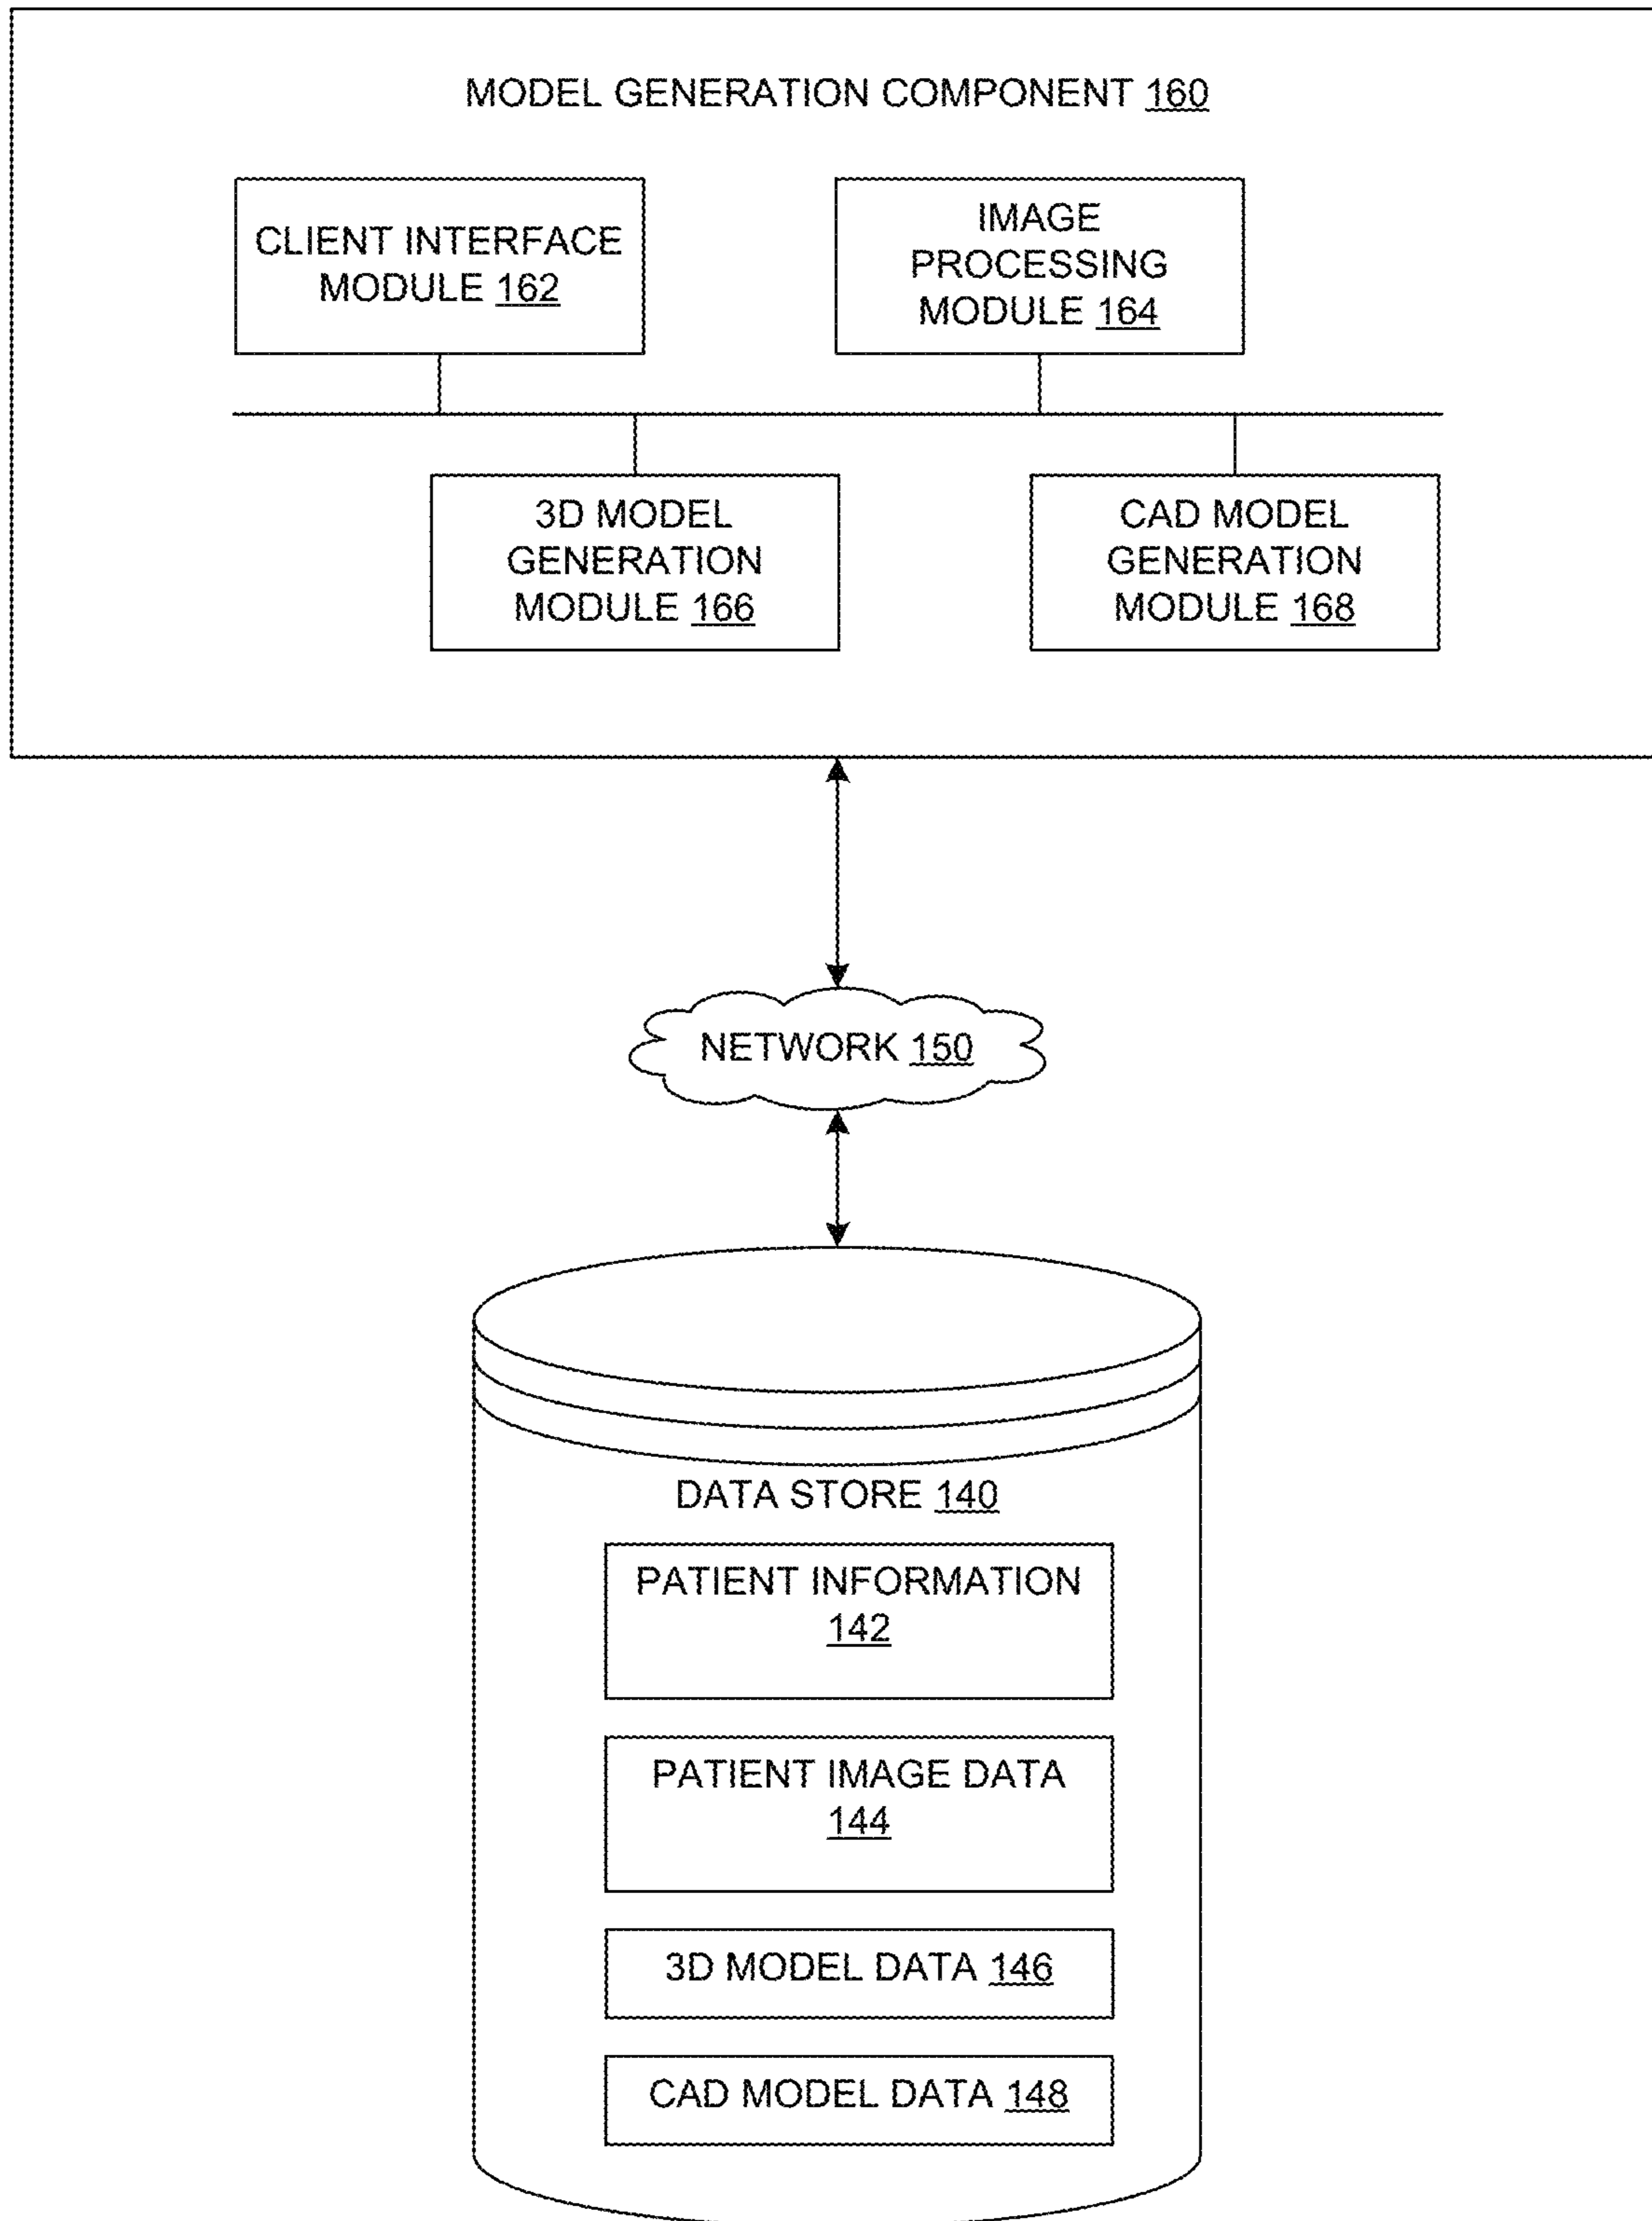 MODEL GENERATION COMPONENT 160
CLIENT INTERFACE
MODULE 162
IMAGE
PROCESSING
MODULE 164
3D MODEL
GENERATION
MODULE 166
CAD MODEL
GENERATION
MODULE 168
NETWORK 150
DATA STORE 140
PATIENT INFORMATION
142
PATIENT IMAGE DATA
144
3D MODEL DATA 146
CAD MODEL DATA 148